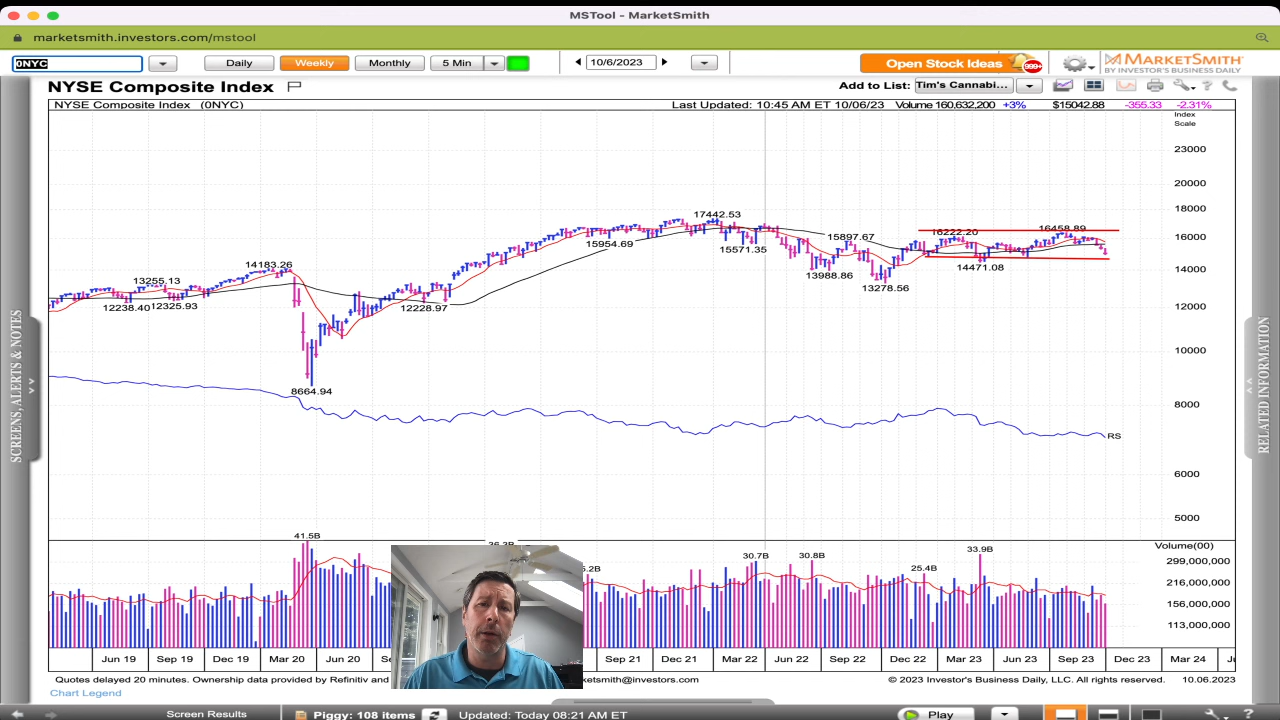 MSTool - MarketSmith
marketsmith.investors.com/mstool
0NYC Daily Weekly Monthly 5 Min 10/6/2023 Open Stock Ideas 999+ MARKETSMITH
BY INVESTOR'S BUSINESS DAILY
NYSE Composite Index Add to List: Tim's Cannabi...
NYSE Composite Index (0NYC) Last Updated: 10:45 AM ET 10/06/23 Volume 160,632,200 +3% $15042.88 -355.33 -2.31%
Index
Scale
23000
20000
18000
17442.53
16458.89
16222.20
15897.67
16000
15954.69
15571.35
14183.26
14471.08
14000
13988.86
13255.13
13278.56
12238.40
12325.93
12228.97
12000
10000
8664.94
8000
RS
6000
5000
41.5B
Volume(00)
33.9B
30.7B
30.8B
25.4B
299,000,000
216,000,000
156,000,000
113,000,000
Jun 19 Sep 19 Dec 19 Mar 20 Jun 20 Sep 21 Dec 21 Mar 22 Jun 22 Sep 22 Dec 22 Mar 23 Jun 23 Sep 23 Dec 23 Mar 24
Quotes delayed 20 minutes. Ownership data provided by Refinitiv and
© 2023 Investor's Business Daily, LLC. All rights reserved. 10.06.2023
Chart Legend
SCREENS, ALERTS & NOTES
RELATED INFORMATION
Screen Results Piggy: 108 items Updated: Today 08:21 AM ET Play